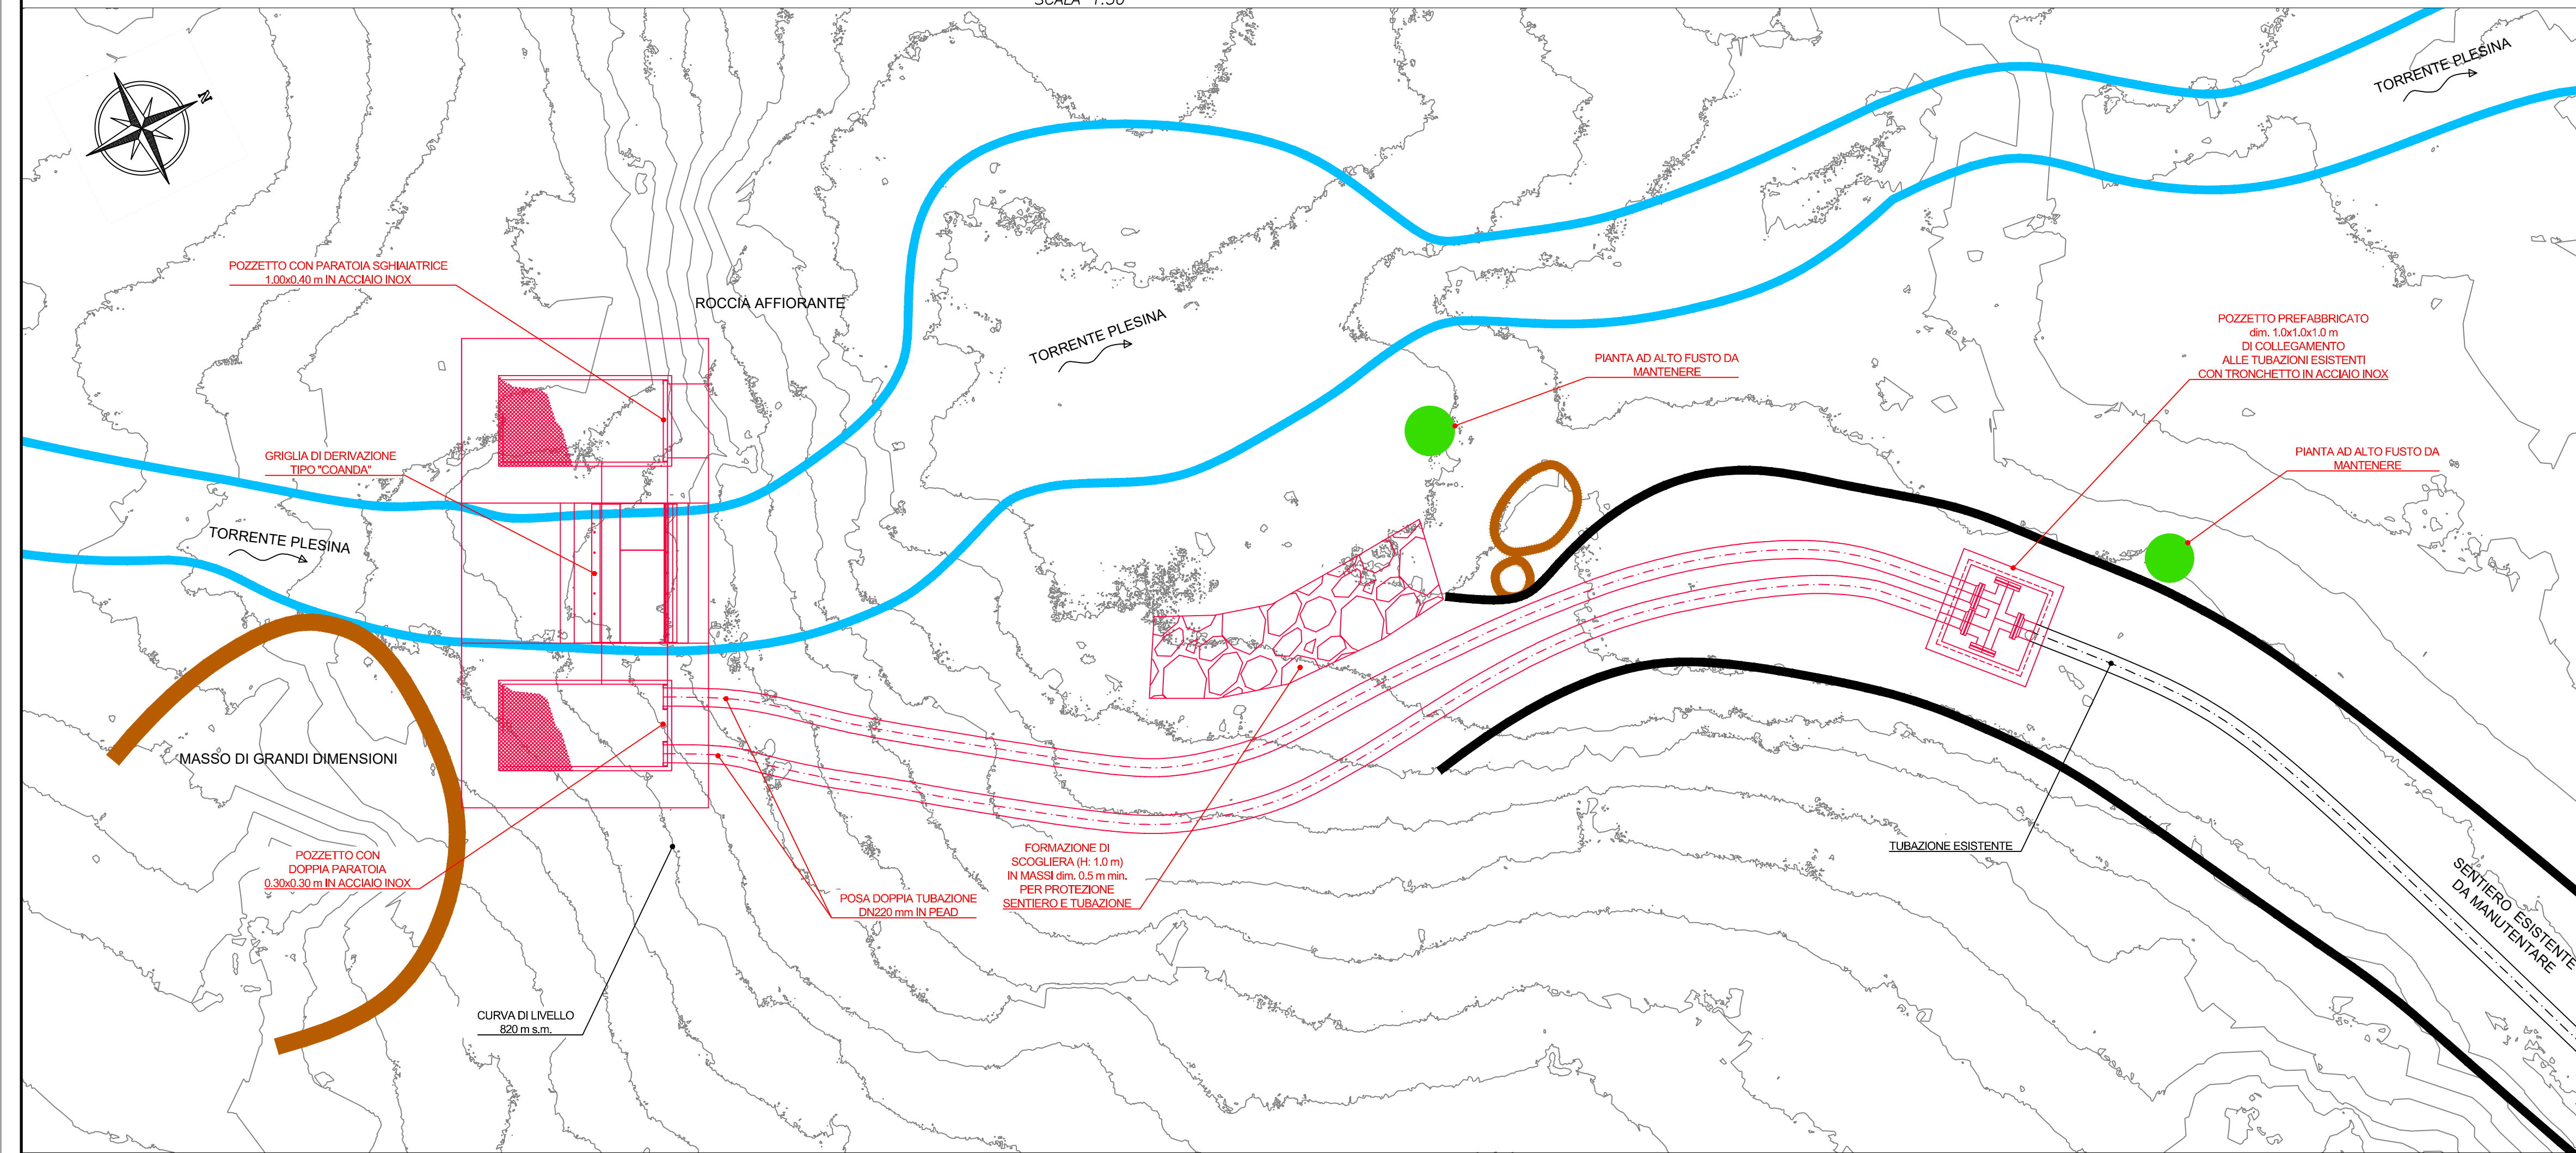 SCALA 1:50
N
TORRENTE PLESINA
POZZETTO CON PARATOIA SGHIAIATRICE
1.00x0.40 m IN ACCIAIO INOX
ROCCIA AFFIORANTE
TORRENTE PLESINA
POZZETTO PREFABBRICATO
dim. 1.0x1.0x1.0 m
DI COLLEGAMENTO
ALLE TUBAZIONI ESISTENTI
CON TRONCHETTO IN ACCIAIO INOX
PIANTA AD ALTO FUSTO DA
MANTENERE
GRIGLIA DI DERIVAZIONE
TIPO "COANDA"
PIANTA AD ALTO FUSTO DA
MANTENERE
TORRENTE PLESINA
MASSO DI GRANDI DIMENSIONI
POZZETTO CON
DOPPIA PARATOIA
0.30x0.30 m IN ACCIAIO INOX
POSA DOPPIA TUBAZIONE
DN220 mm IN PEAD
FORMAZIONE DI
SCOGLIERA (H: 1.0 m)
IN MASSI dim. 0.5 m min.
PER PROTEZIONE
SENTIERO E TUBAZIONE
TUBAZIONE ESISTENTE
SENTIERO ESISTENTE
DA MANUTENTARE
CURVA DI LIVELLO
820 m s.m.